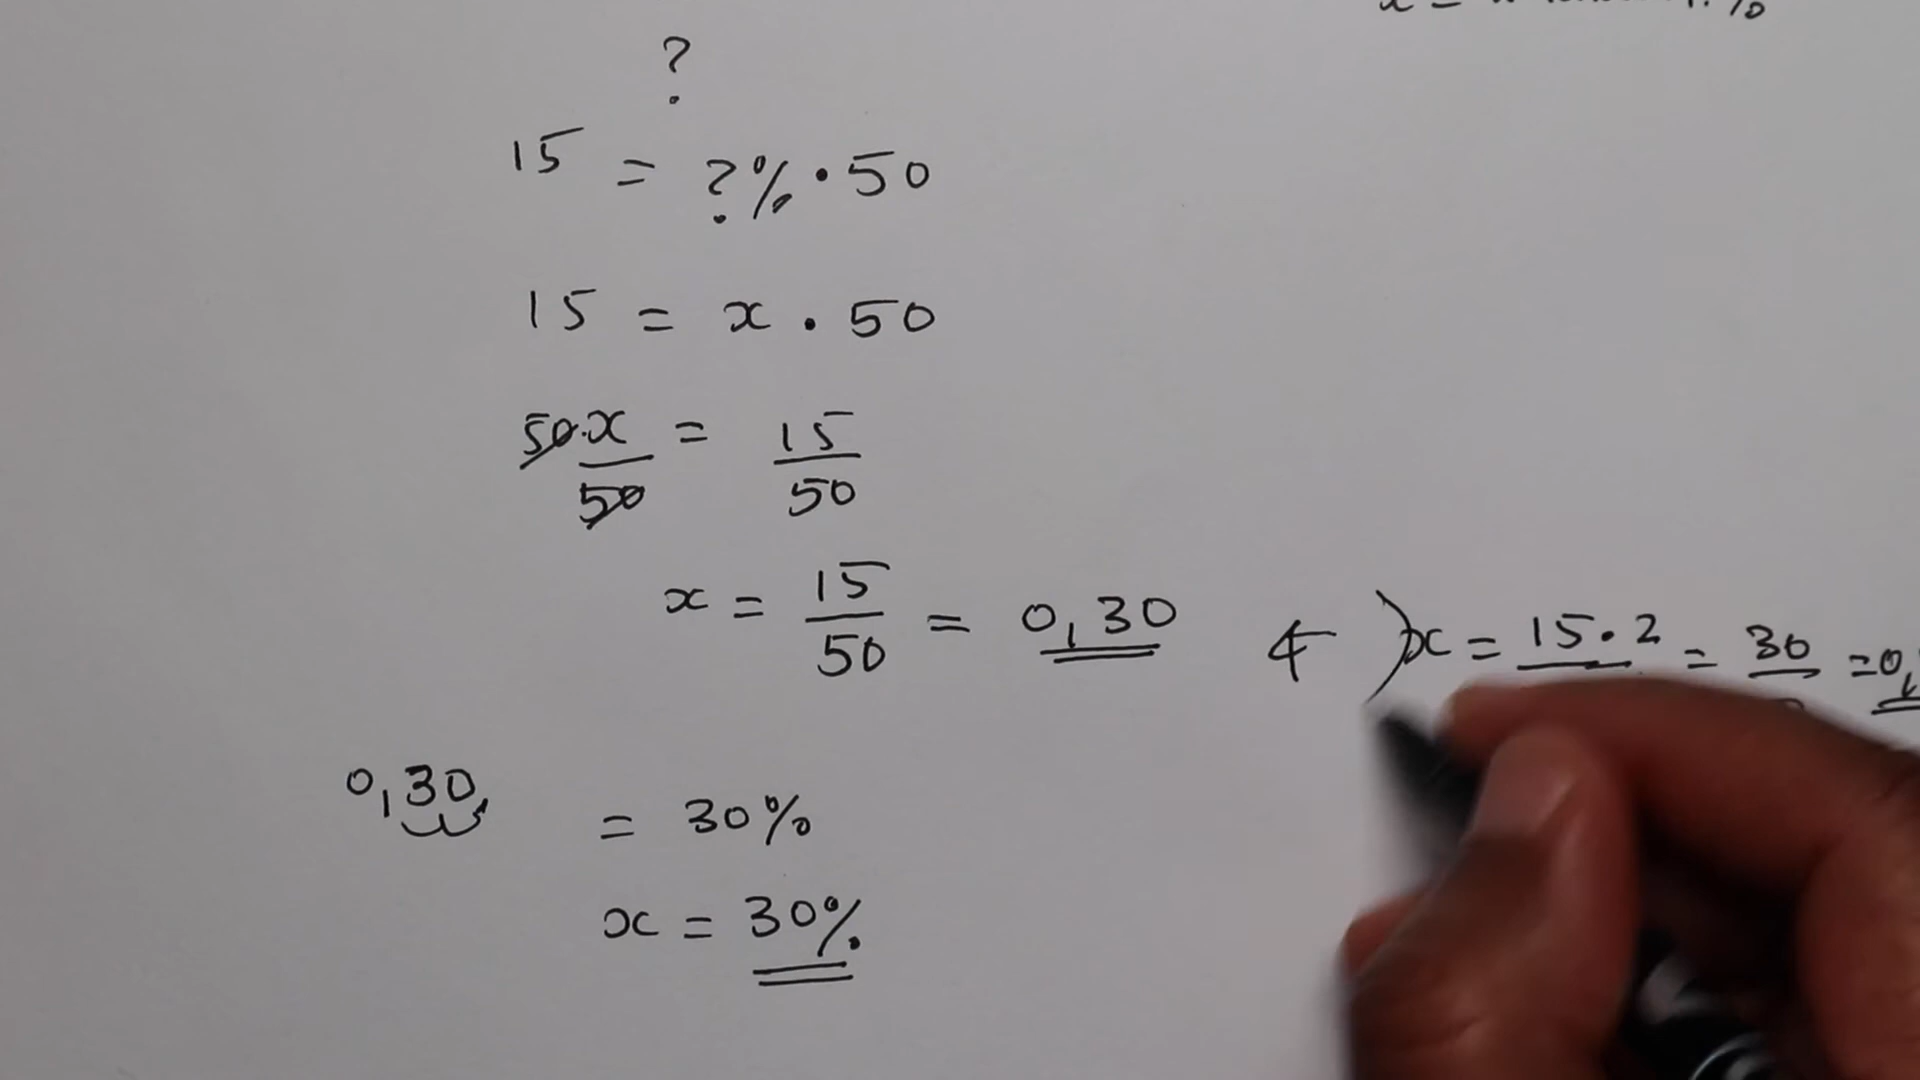 ?
15 = ?% · 50
15 = x · 50
50·x/50 = 15/50
x = 15/50 = 0,30 ← ) x = 15·2 = 30 = 0,
0,30, = 30%
x = 30%